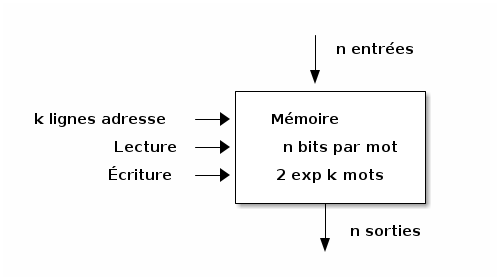 n entrées
k lignes adresse
Mémoire
Lecture
n bits par mot
Écriture
2 exp k mots
n sorties